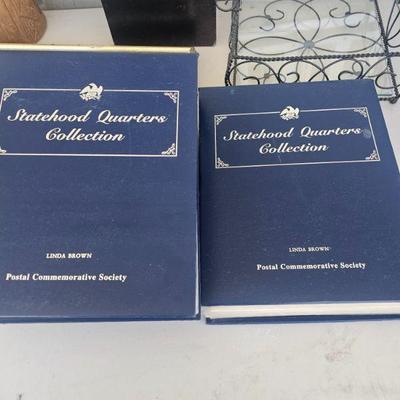 Statehood Quarters
Collection
LINDA BROWN
Postal Commemorative Society
Statehood Quarters
Collection
LINDA BROWN
Postal Commemorative Society